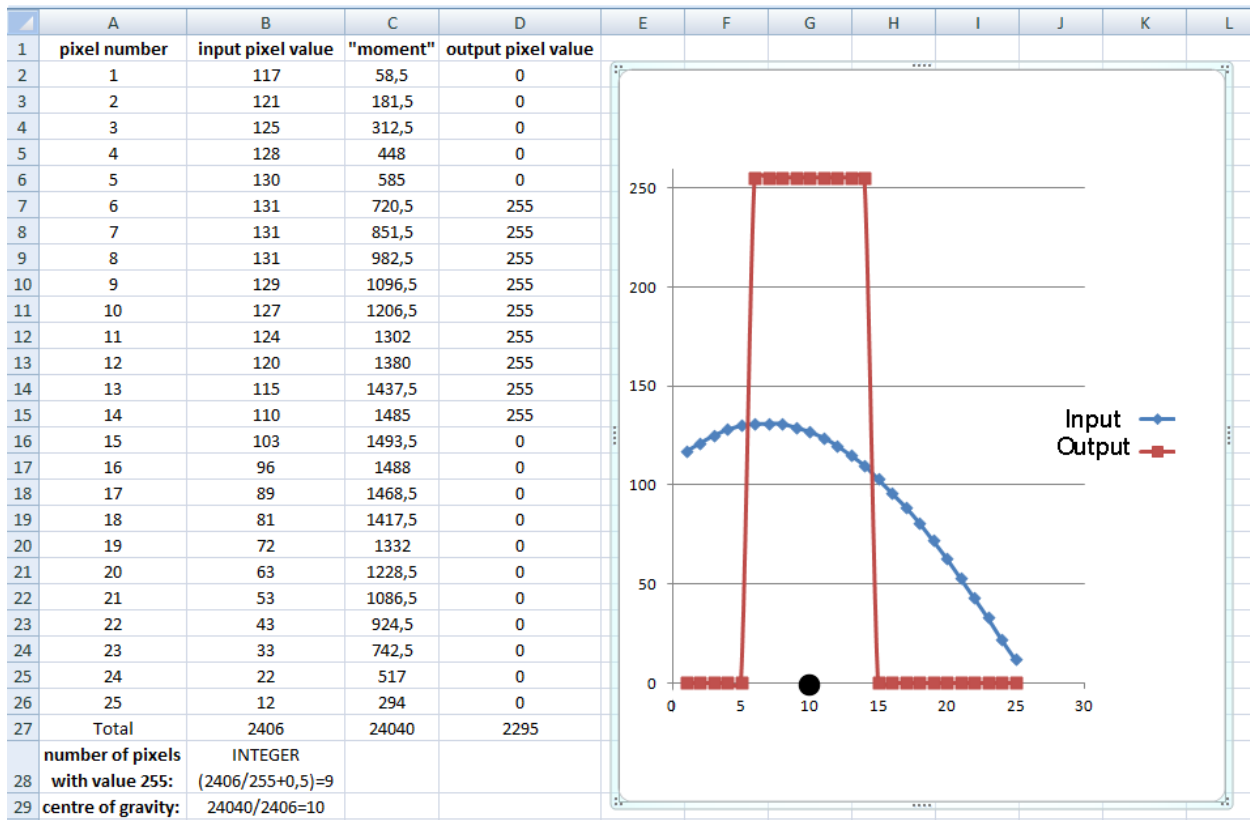 A B C D E F G H I J K L
1 pixel number input pixel value "moment" output pixel value
2 1 117 58,5 0
3 2 121 181,5 0
4 3 125 312,5 0
5 4 128 448 0
6 5 130 585 0
7 6 131 720,5 255
8 7 131 851,5 255
9 8 131 982,5 255
10 9 129 1096,5 255
11 10 127 1206,5 255
12 11 124 1302 255
13 12 120 1380 255
14 13 115 1437,5 255
15 14 110 1485 255
16 15 103 1493,5 0
17 16 96 1488 0
18 17 89 1468,5 0
19 18 81 1417,5 0
20 19 72 1332 0
21 20 63 1228,5 0
22 21 53 1086,5 0
23 22 43 924,5 0
24 23 33 742,5 0
25 24 22 517 0
26 25 12 294 0
27 Total 2406 24040 2295
number of pixels INTEGER
28 with value 255: (2406/255+0,5)=9
29 centre of gravity: 24040/2406=10
250
200
150
100
50
0
0 5 10 15 20 25 30
Input
Output